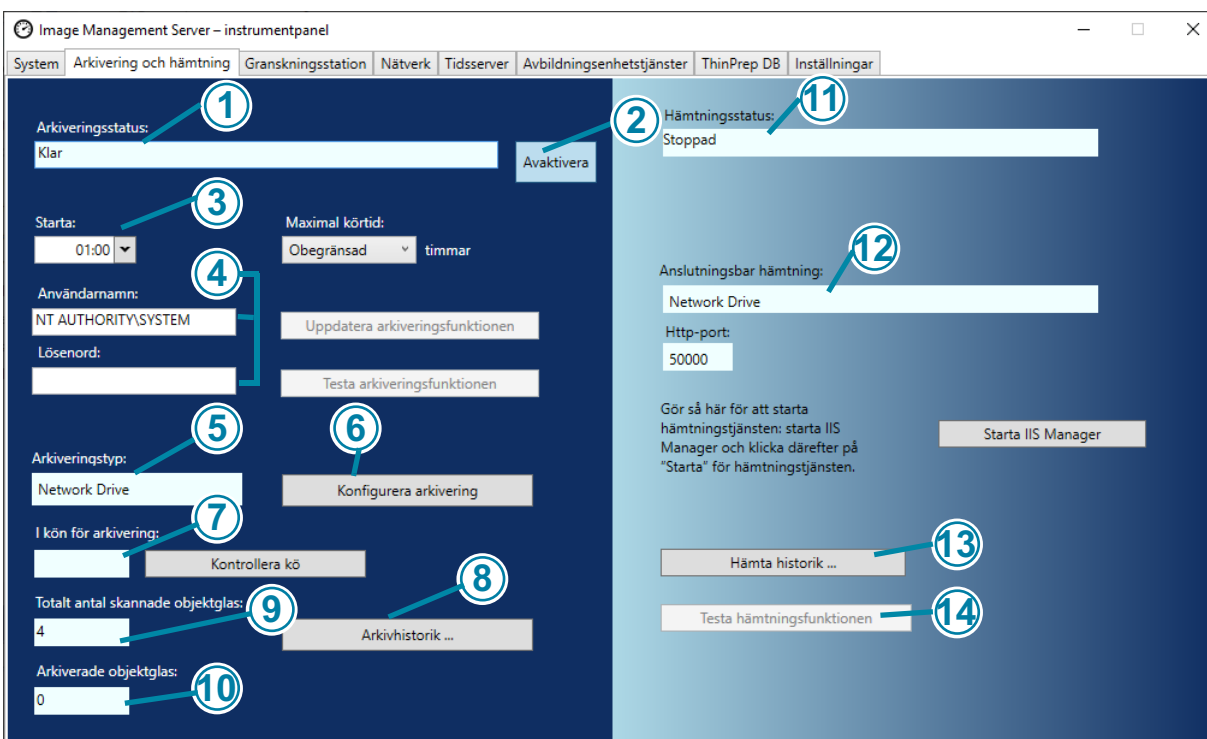 Image Management Server – instrumentpanel
System Arkivering och hämtning Granskningsstation Nätverk Tidsserver Avbildningsenhetstjänster ThinPrep DB Inställningar
1
Arkiveringsstatus:
Klar
2
Avaktivera
3
Starta:
01:00
Maximal körtid:
Obegränsad timmar
4
Användarnamn:
NT AUTHORITY\SYSTEM
Uppdatera arkiveringsfunktionen
Lösenord:
Testa arkiveringsfunktionen
5
6
Arkiveringstyp:
Network Drive
Konfigurera arkivering
7
I kön för arkivering:
Kontrollera kö
8
Totalt antal skannade objektglas:
9
4
Arkivhistorik ...
Arkiverade objektglas:
10
0
11
Hämtningsstatus:
Stoppad
12
Anslutningsbar hämtning:
Network Drive
Http-port:
50000
Gör så här för att starta
hämtningstjänsten: starta IIS
Manager och klicka därefter på
"Starta" för hämtningstjänsten.
Starta IIS Manager
13
Hämta historik ...
14
Testa hämtningsfunktionen